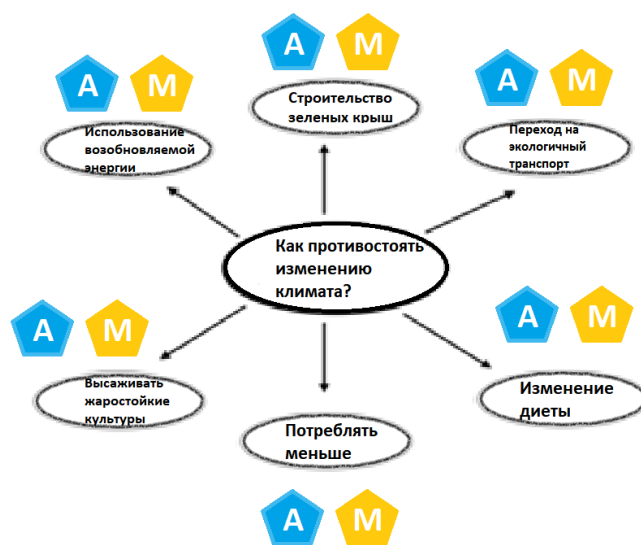 А М
Строительство
зеленых крыш
А М
Использование
возобновляемой
энергии
А М
Переход на
экологичный
транспорт
Как противостоять
изменению
климата?
А М
Высаживать
жаростойкие
культуры
А М
Изменение
диеты
Потреблять
меньше
А М